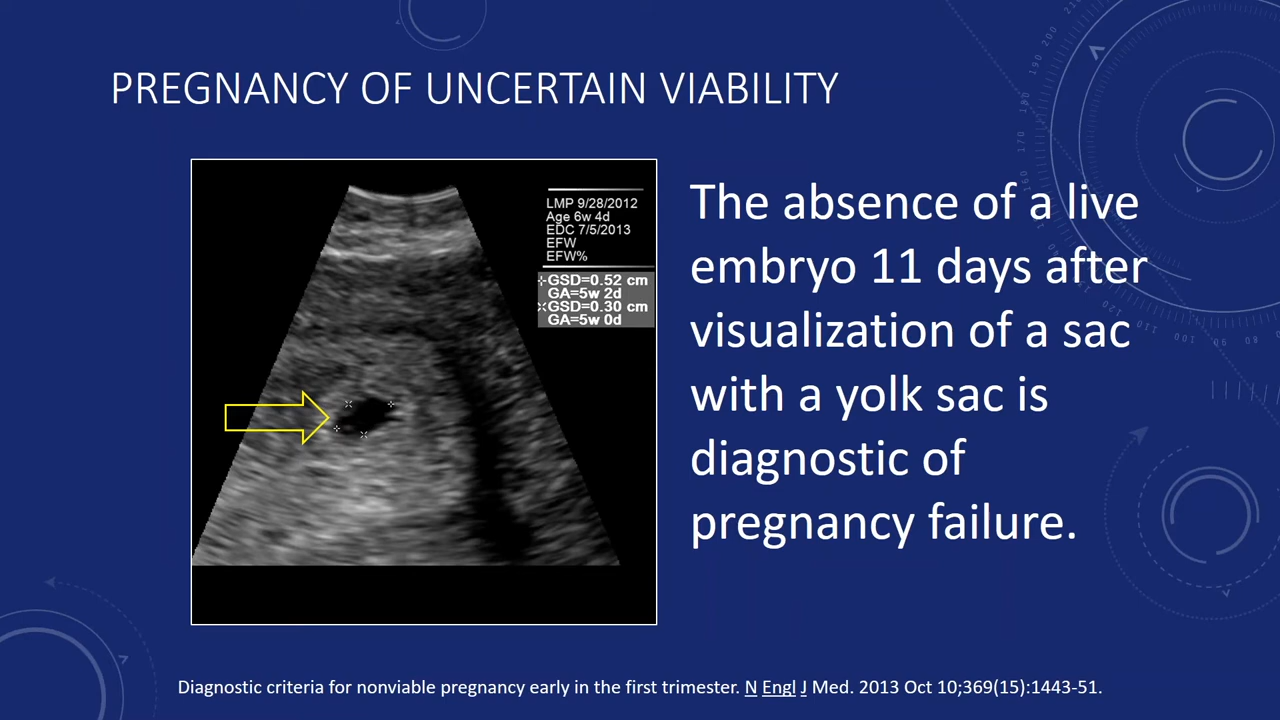 PREGNANCY OF UNCERTAIN VIABILITY
LMP 9/28/2012
Age 6w 4d
EDC 7/5/2013
EFW
EFW%
GSD=0.52 cm
GA=5w 2d
GSD=0.30 cm
GA=5w 0d
The absence of a live
embryo 11 days after
visualization of a sac
with a yolk sac is
diagnostic of
pregnancy failure.
Diagnostic criteria for nonviable pregnancy early in the first trimester. N Engl J Med. 2013 Oct 10;369(15):1443-51.